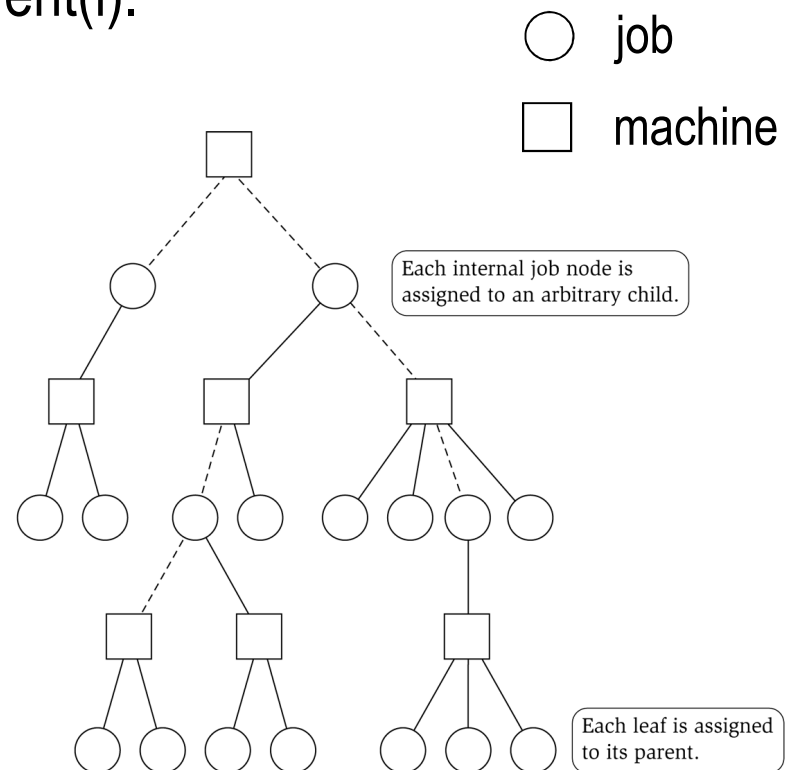 ent(i).
job
machine
Each internal job node is
assigned to an arbitrary child.
Each leaf is assigned
to its parent.